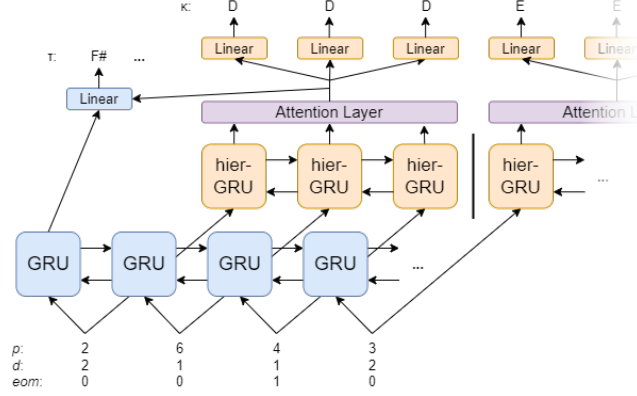 κ: D D D E E
τ: F# ...
Linear Linear Linear Linear Linear
Linear
Attention Layer Attention L
hier-GRU hier-GRU hier-GRU hier-GRU ...
GRU GRU GRU GRU ...
p: 2 6 4 3
d: 2 1 1 2
eom: 0 0 1 0